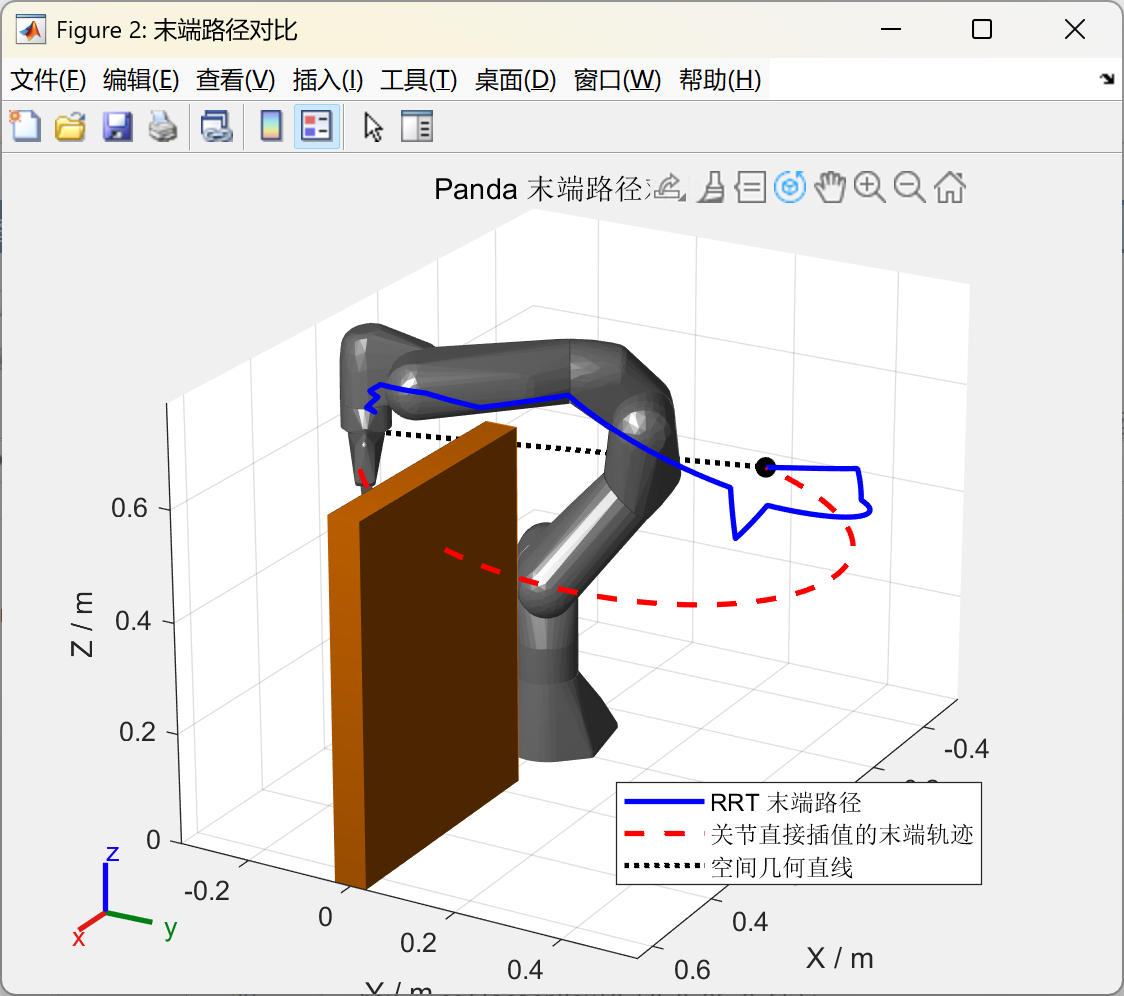 Figure 2: 末端路径对比
文件(F) 编辑(E) 查看(V) 插入(I) 工具(T) 桌面(D) 窗口(W) 帮助(H)
Panda 末端路径
0.6
0.4
0.2
0
Z / m
-0.2
0
0.2
0.4
Y / m
-0.4
0.4
0.6
X / m
RRT 末端路径
关节直接插值的末端轨迹
空间几何直线
z
x
y